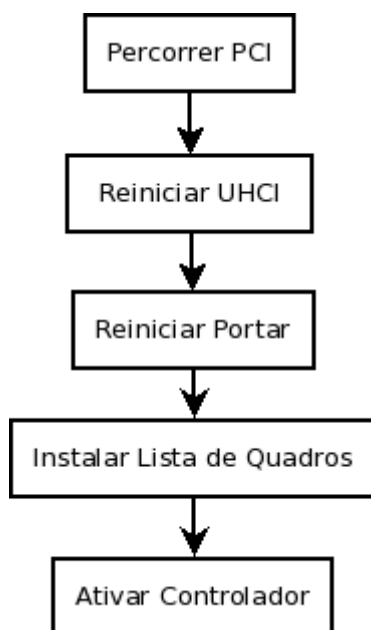 Percorrer PCI
Reiniciar UHCI
Reiniciar Portar
Instalar Lista de Quadros
Ativar Controlador